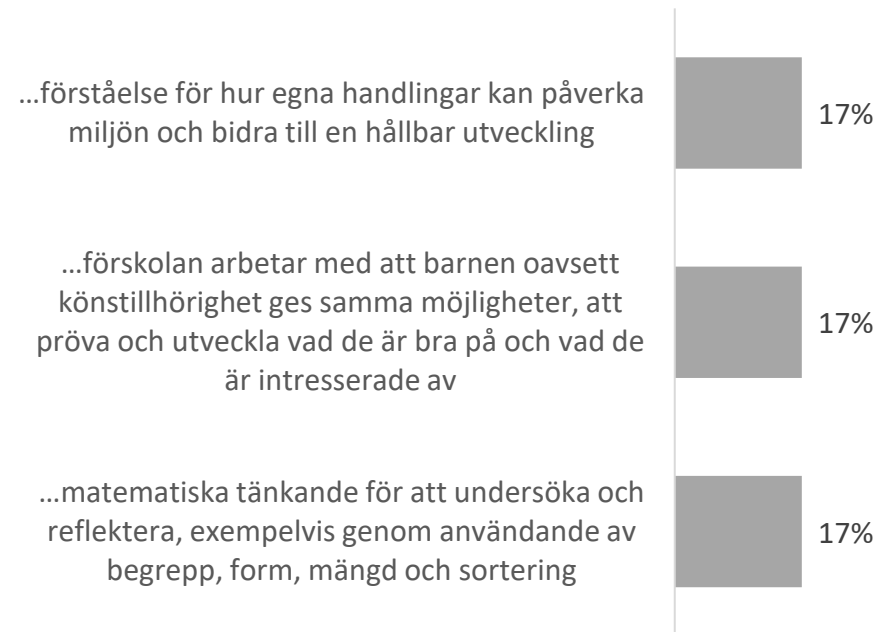 …förståelse för hur egna handlingar kan påverka
miljön och bidra till en hållbar utveckling
17%
…förskolan arbetar med att barnen oavsett
könstillhörighet ges samma möjligheter, att
pröva och utveckla vad de är bra på och vad de
är intresserade av
17%
…matematiska tänkande för att undersöka och
reflektera, exempelvis genom användande av
begrepp, form, mängd och sortering
17%